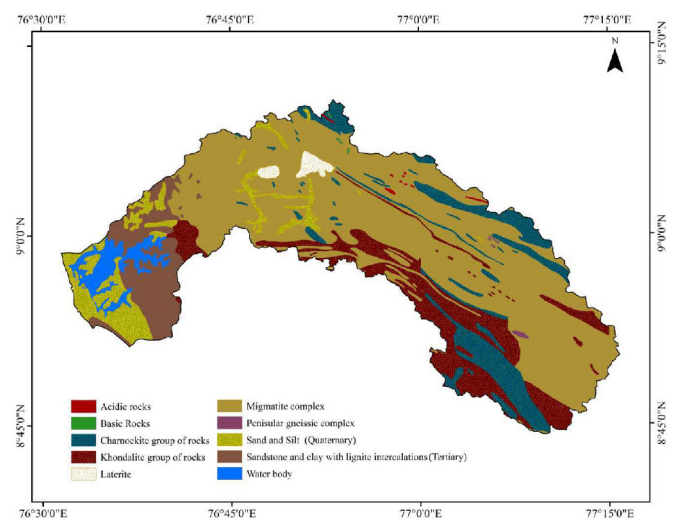 76°30'0"E 76°45'0"E 77°0'0"E 77°15'0"E
9°15'0"N
N
9°0'0"N 9°0'0"N
Acidic rocks
Basic Rocks
Charnockite group of rocks
Khondalite group of rocks
Laterite
Migmatite complex
Penisular gneissic complex
Sand and Silt (Quaternary)
Sandstone and clay with lignite intercalations (Tertiary)
Water body
8°45'0"N 8°45'0"N
76°30'0"E 76°45'0"E 77°0'0"E 77°15'0"E